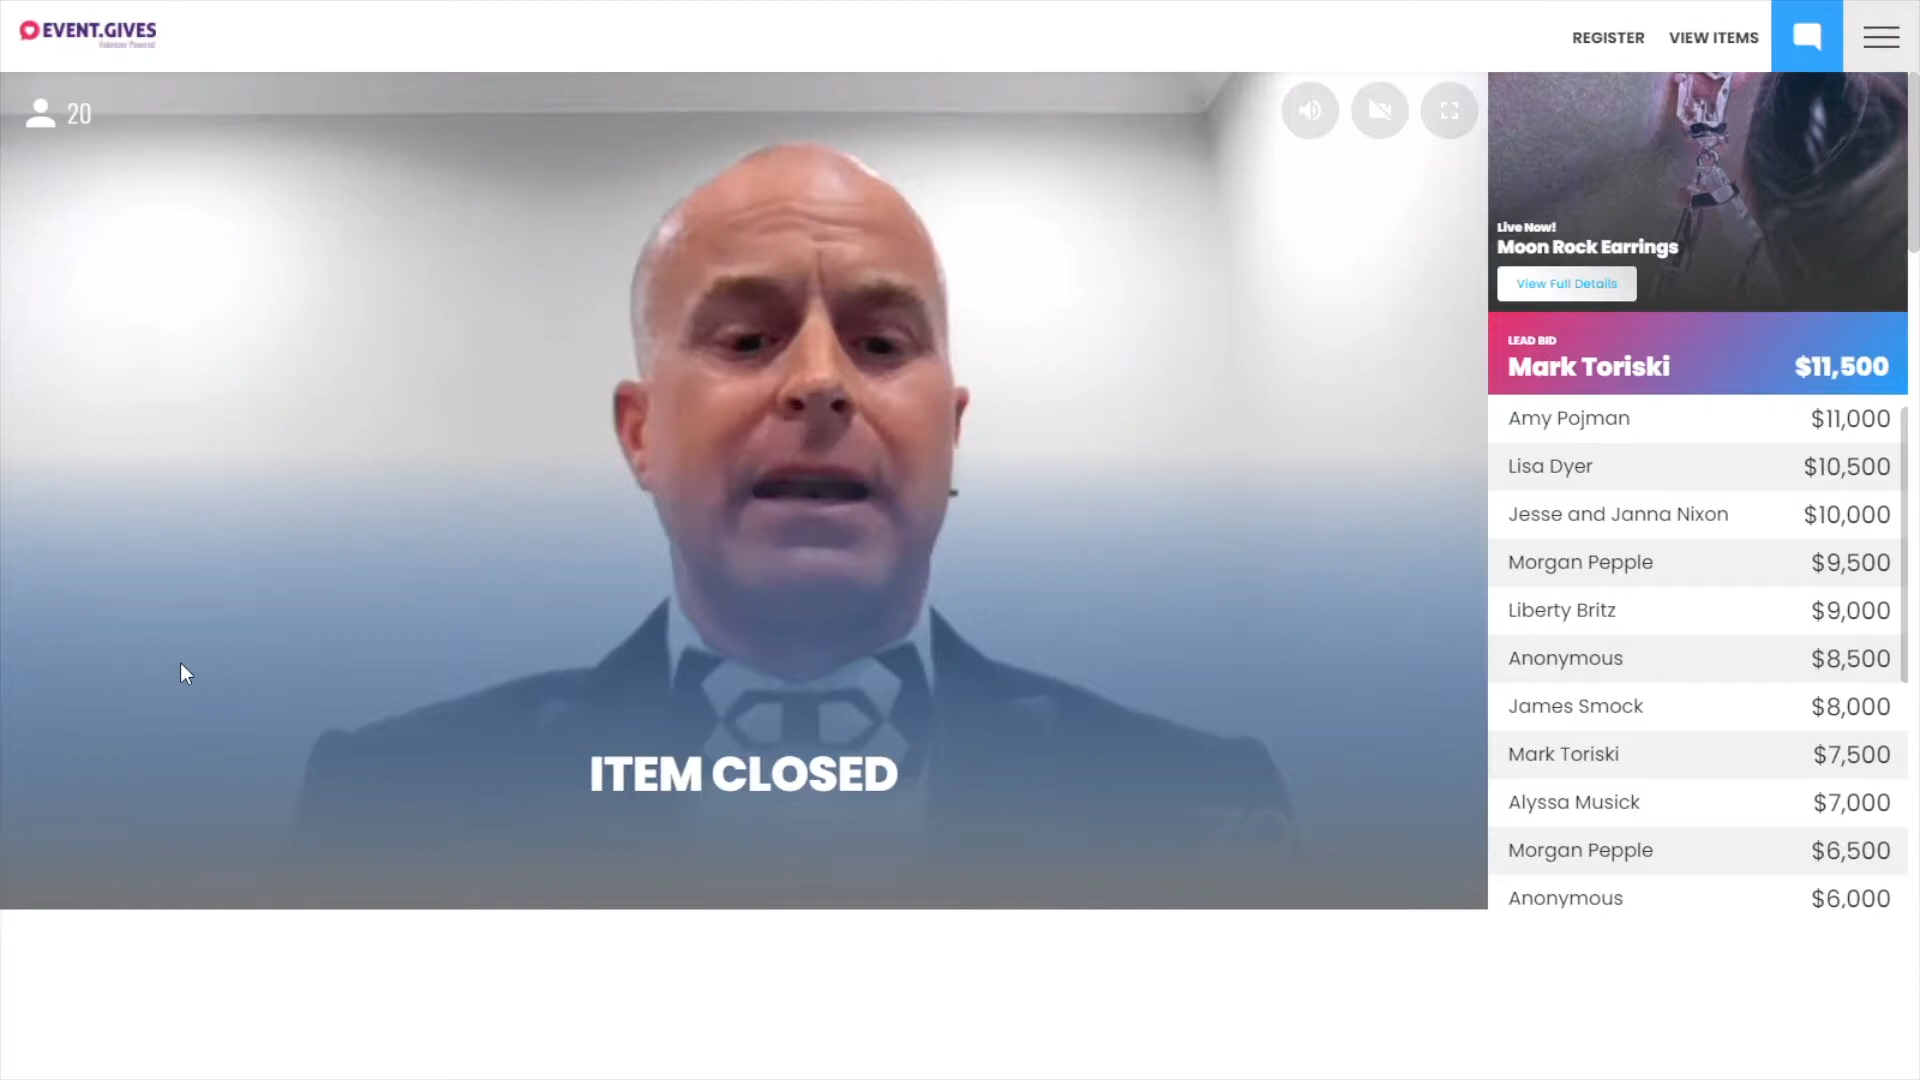 EVENT.GIVES
Volunteer Powered
REGISTER
VIEW ITEMS
20
Live Now!
Moon Rock Earrings
View Full Details
LEAD BID
Mark Toriski $11,500
Amy Pojman $11,000
Lisa Dyer $10,500
Jesse and Janna Nixon $10,000
Morgan Pepple $9,500
Liberty Britz $9,000
Anonymous $8,500
James Smock $8,000
Mark Toriski $7,500
Alyssa Musick $7,000
Morgan Pepple $6,500
Anonymous $6,000
ITEM CLOSED